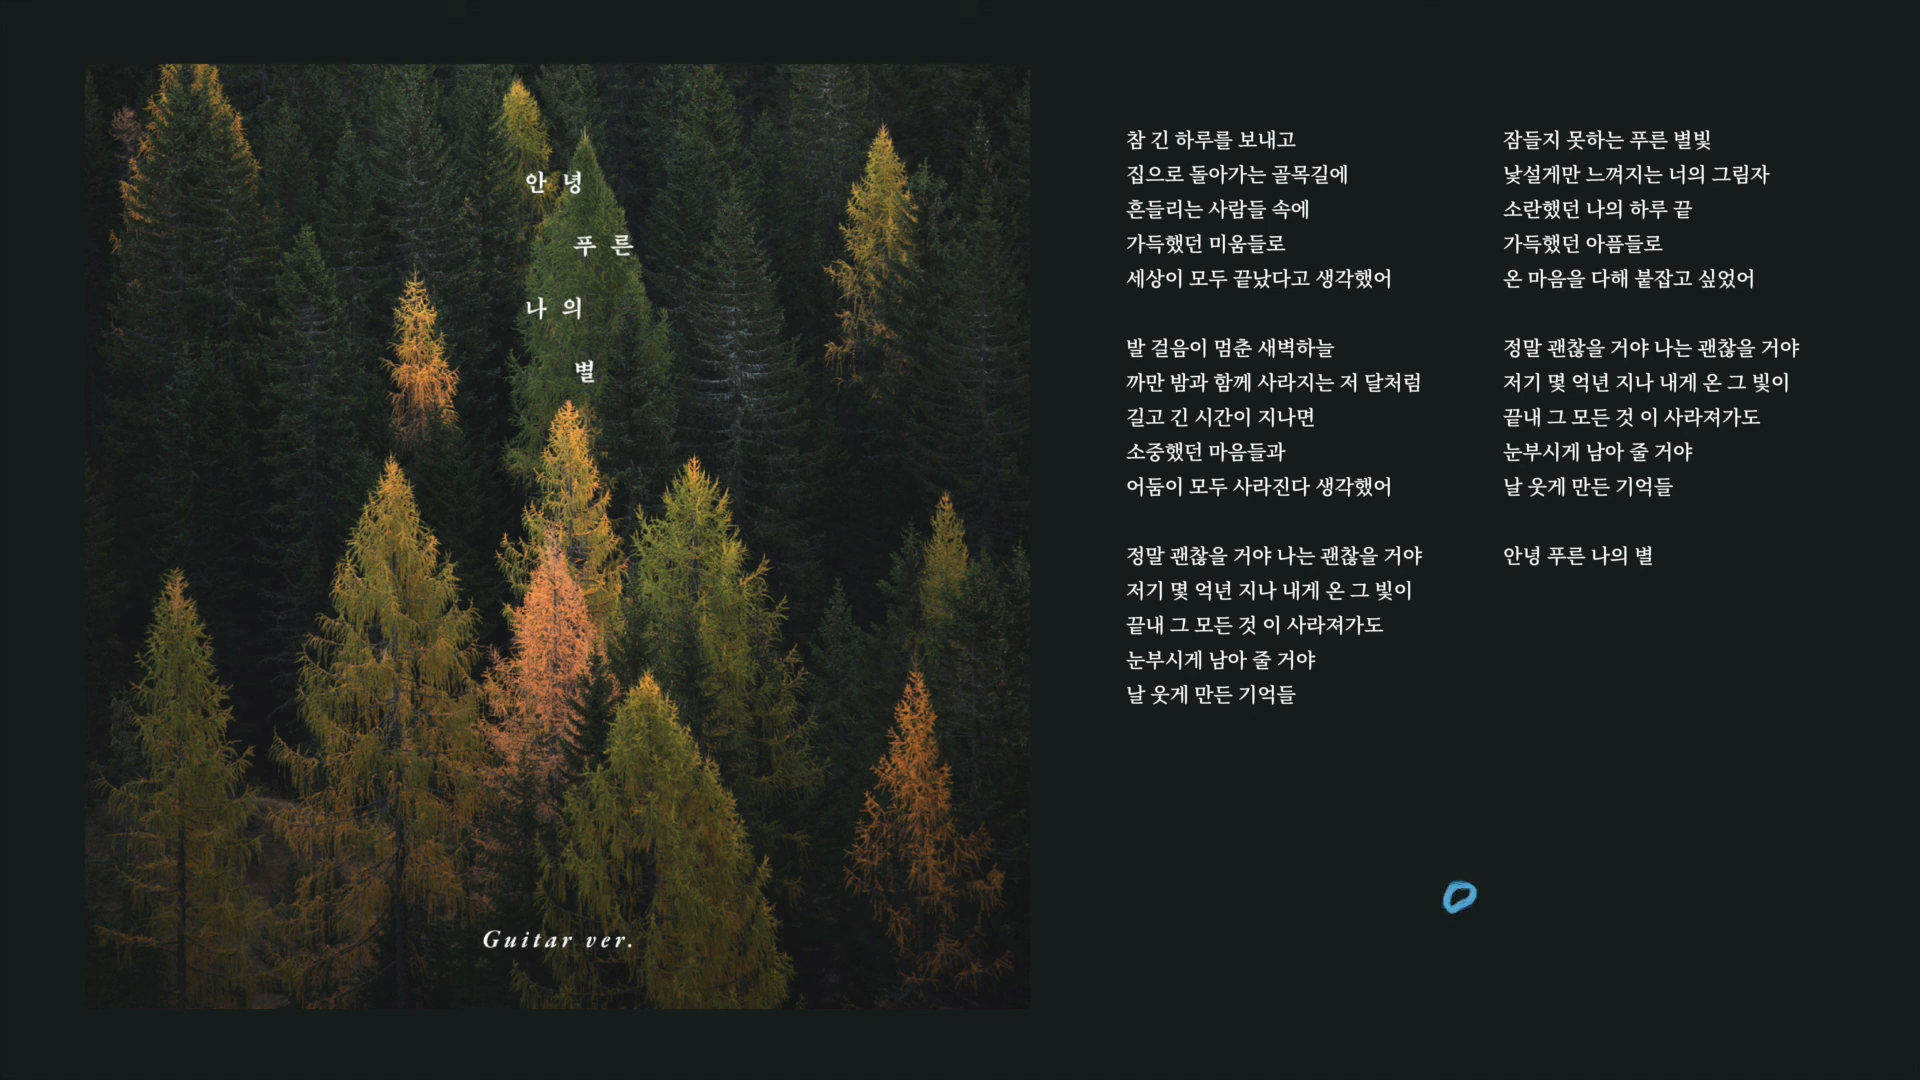 안녕
푸른
나의
별
Guitar ver.
참 긴 하루를 보내고
집으로 돌아가는 골목길에
흔들리는 사람들 속에
가득했던 미움들로
세상이 모두 끝났다고 생각했어
발 걸음이 멈춘 새벽하늘
까만 밤과 함께 사라지는 저 달처럼
길고 긴 시간이 지나면
소중했던 마음들과
어둠이 모두 사라진다 생각했어
정말 괜찮을 거야 나는 괜찮을 거야
저기 몇 억년 지나 내게 온 그 빛이
끝내 그 모든 것 이 사라져가도
눈부시게 남아 줄 거야
날 웃게 만든 기억들
잠들지 못하는 푸른 별빛
낯설게만 느껴지는 너의 그림자
소란했던 나의 하루 끝
가득했던 아픔들로
온 마음을 다해 붙잡고 싶었어
정말 괜찮을 거야 나는 괜찮을 거야
저기 몇 억년 지나 내게 온 그 빛이
끝내 그 모든 것 이 사라져가도
눈부시게 남아 줄 거야
날 웃게 만든 기억들
안녕 푸른 나의 별